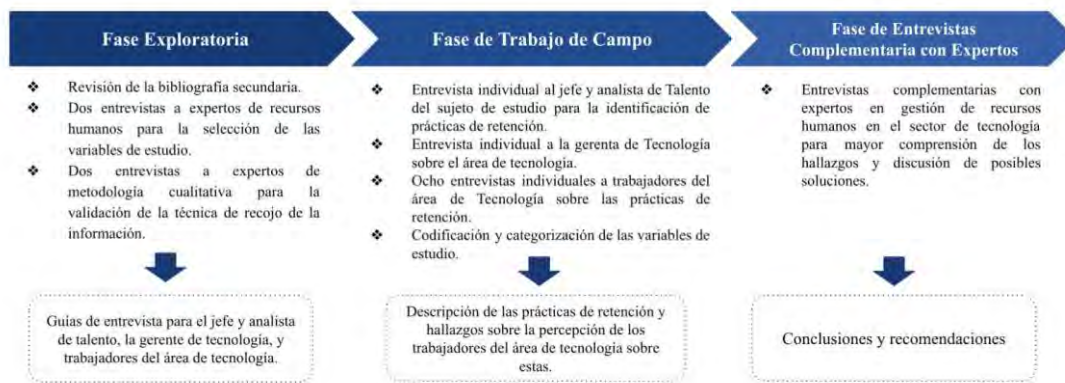 Fase Exploratoria
❖ Revisión de la bibliografía secundaria.
❖ Dos entrevistas a expertos de recursos
humanos para la selección de las
variables de estudio.
❖ Dos entrevistas a expertos de
metodología cualitativa para la
validación de la técnica de recojo de la
información.
Guías de entrevista para el jefe y analista
de talento, la gerente de tecnología, y
trabajadores del área de tecnología.
Fase de Trabajo de Campo
❖ Entrevista individual al jefe y analista de Talento
del sujeto de estudio para la identificación de
prácticas de retención.
❖ Entrevista individual a la gerenta de Tecnología
sobre el área de tecnología.
❖ Ocho entrevistas individuales a trabajadores del
área de Tecnología sobre las prácticas de
retención.
❖ Codificación y categorización de las variables de
estudio.
Descripción de las prácticas de retención y
hallazgos sobre la percepción de los
trabajadores del área de tecnología sobre
estas.
Fase de Entrevistas
Complementaria con Expertos
❖ Entrevistas complementarias con
expertos en gestión de recursos
humanos en el sector de tecnología
para mayor comprensión de los
hallazgos y discusión de posibles
soluciones.
Conclusiones y recomendaciones